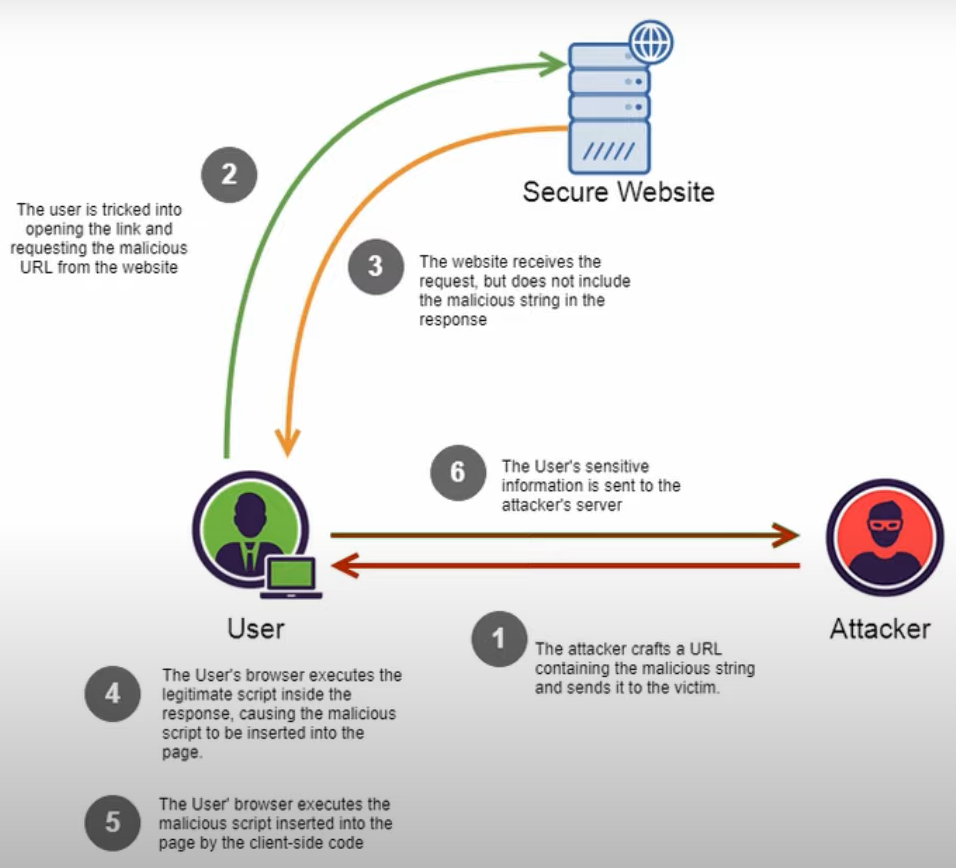 Secure Website
2
The user is tricked into
opening the link and
requesting the malicious
URL from the website
3
The website receives the
request, but does not include
the malicious string in the
response
6
The User's sensitive
information is sent to the
attacker's server
User
Attacker
1
The attacker crafts a URL
containing the malicious string
and sends it to the victim.
4
The User's browser executes the
legitimate script inside the
response, causing the malicious
script to be inserted into the
page.
5
The User' browser executes the
malicious script inserted into the
page by the client-side code